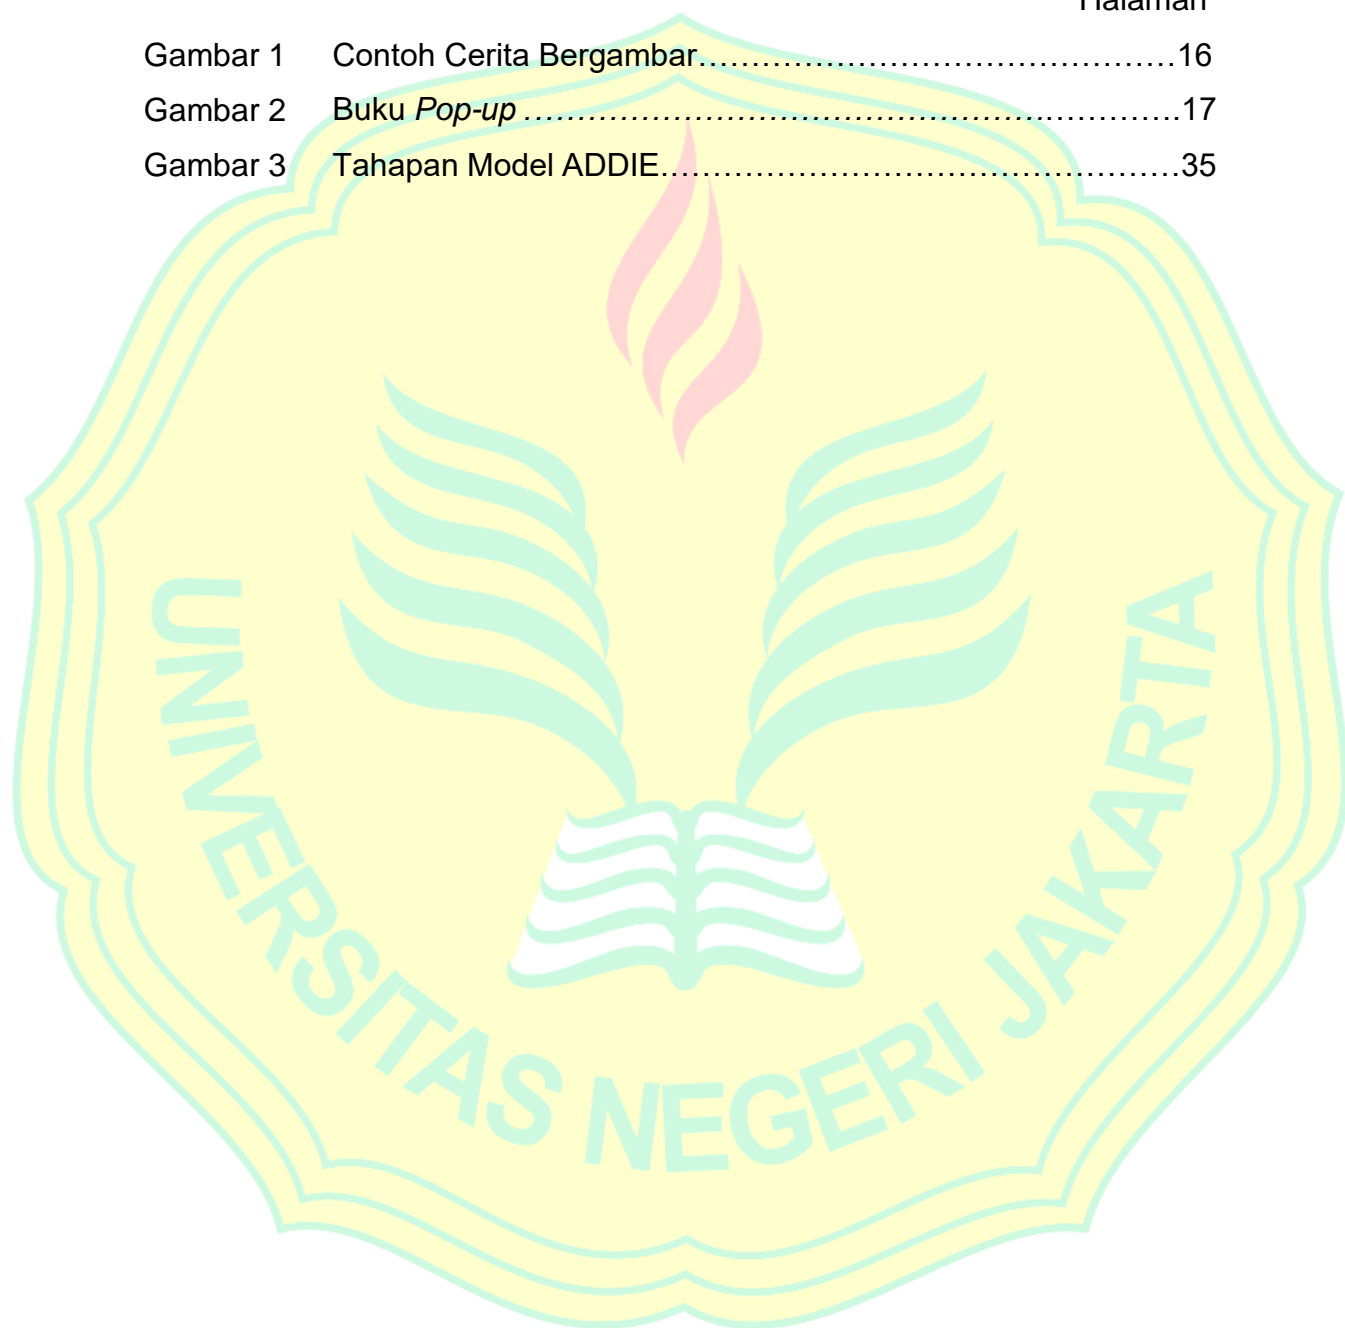 Halaman
Gambar 1 Contoh Cerita Bergambar……………………………………….16
Gambar 2 Buku Pop-up ……………………………………………………….17
Gambar 3 Tahapan Model ADDIE………………………………………….35
UNIVERSITAS NEGERI JAKARTA